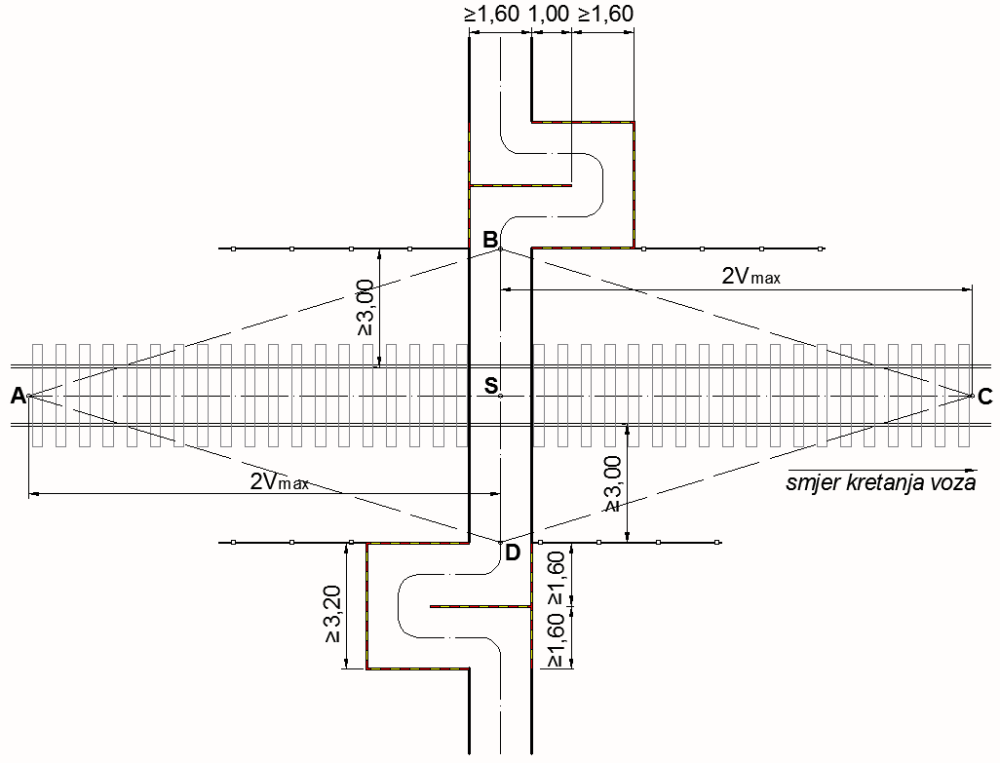 ≥1,60 1,00 ≥1,60
B
2Vmax
≥3,00
A
S
C
2Vmax
≥3,00
smjer kretanja voza
D
≥1,60
≥3,20
≥1,60